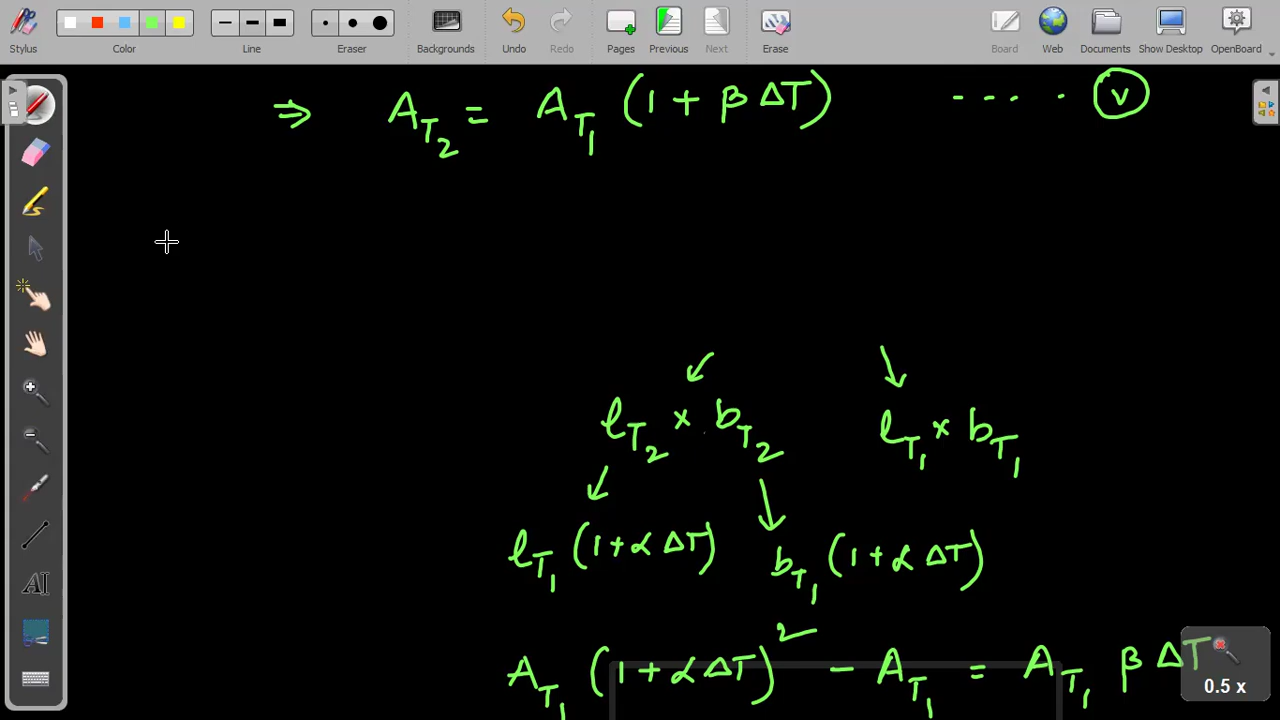 Stylus Color Line Eraser Backgrounds Undo Redo Pages Previous Next Erase Board Web Documents Show Desktop OpenBoard
⇒ A_T₂ = A_T₁ (1 + β ΔT) .... (v)
↙ ↘
l_T₂ × b_T₂ l_T₁ × b_T₁
↙ ↓
l_T₁ (1+α ΔT) b_T₁ (1+α ΔT)
A_T₁ (1+α ΔT)² − A_T₁ = A_T₁ β ΔT
0.5 x